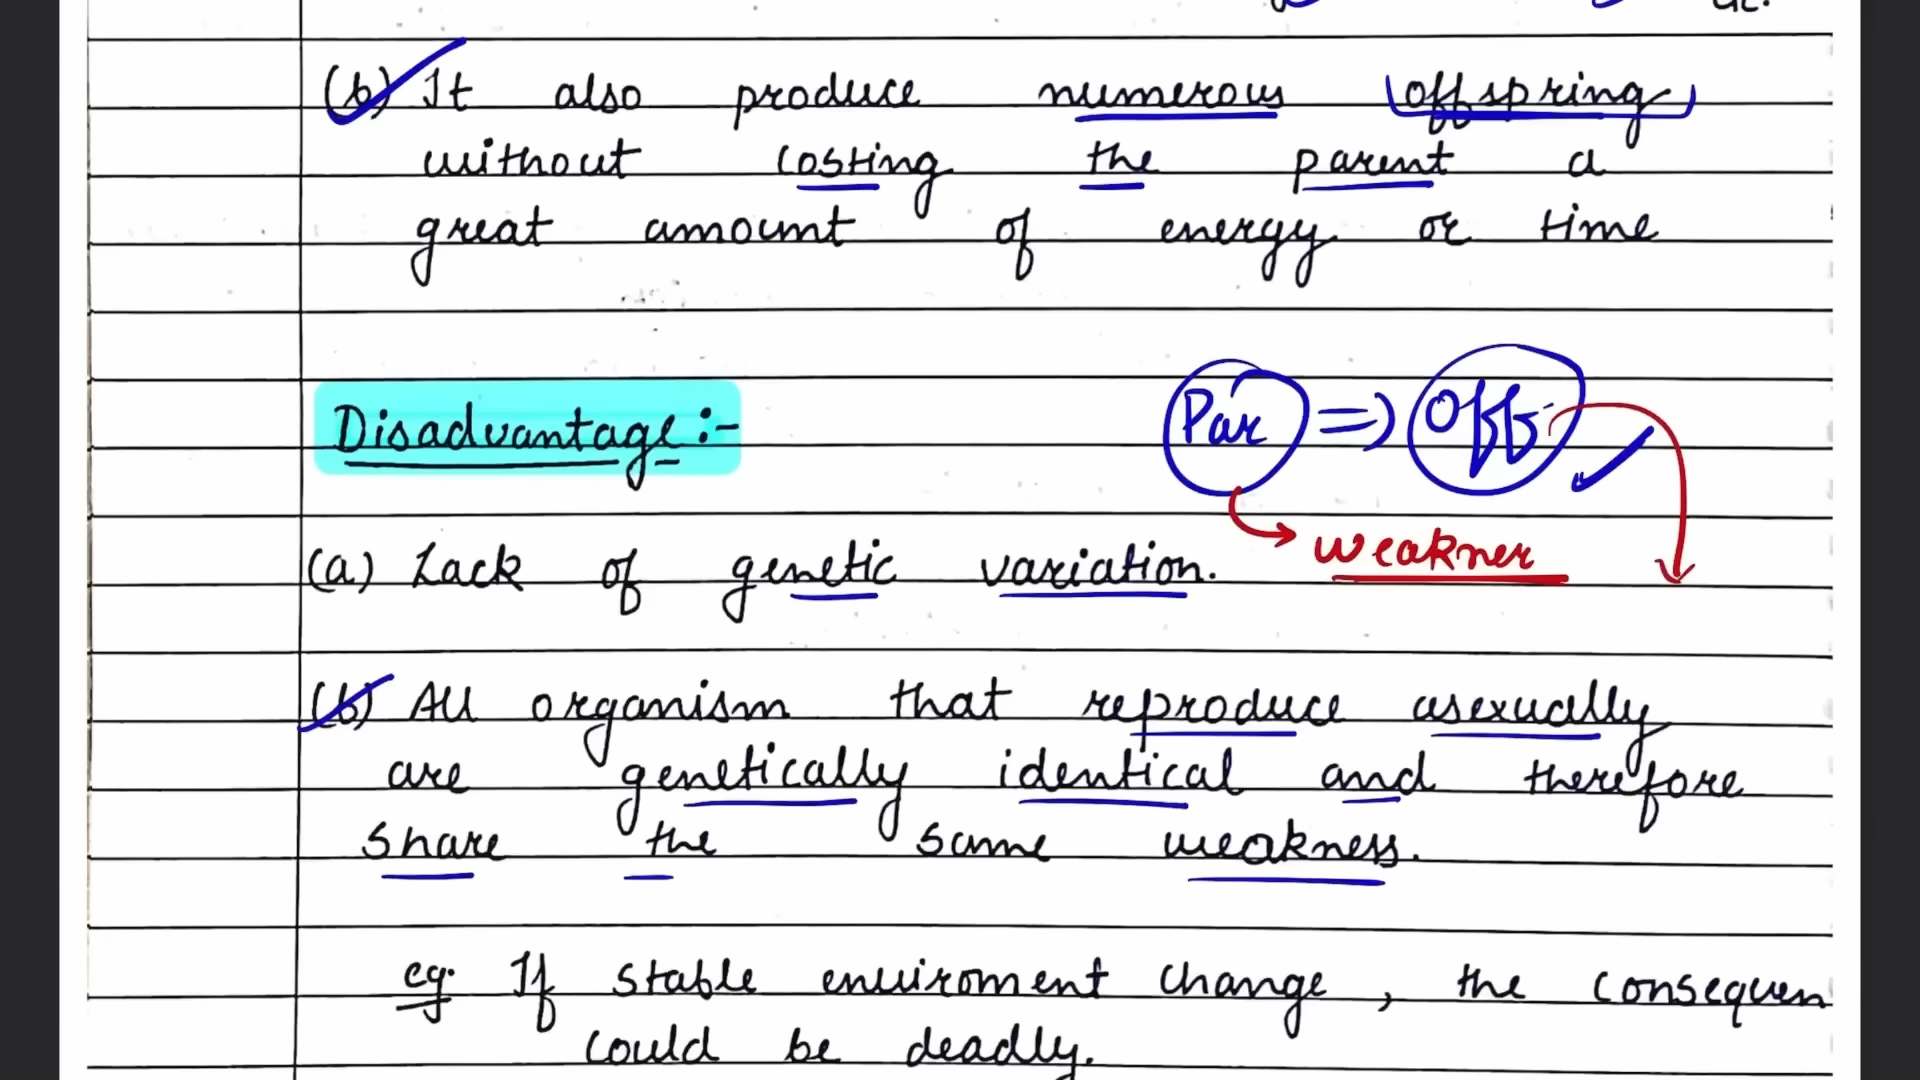 (b) It also produce numerous offspring
without costing the parent a
great amount of energy or time
Disadvantage :-
Par => Off
weakner
(a) Lack of genetic variation.
(b) All organism that reproduce asexually
are genetically identical and therefore
share the same weakness.
eg. If stable enviroment change, the consequen
could be deadly.